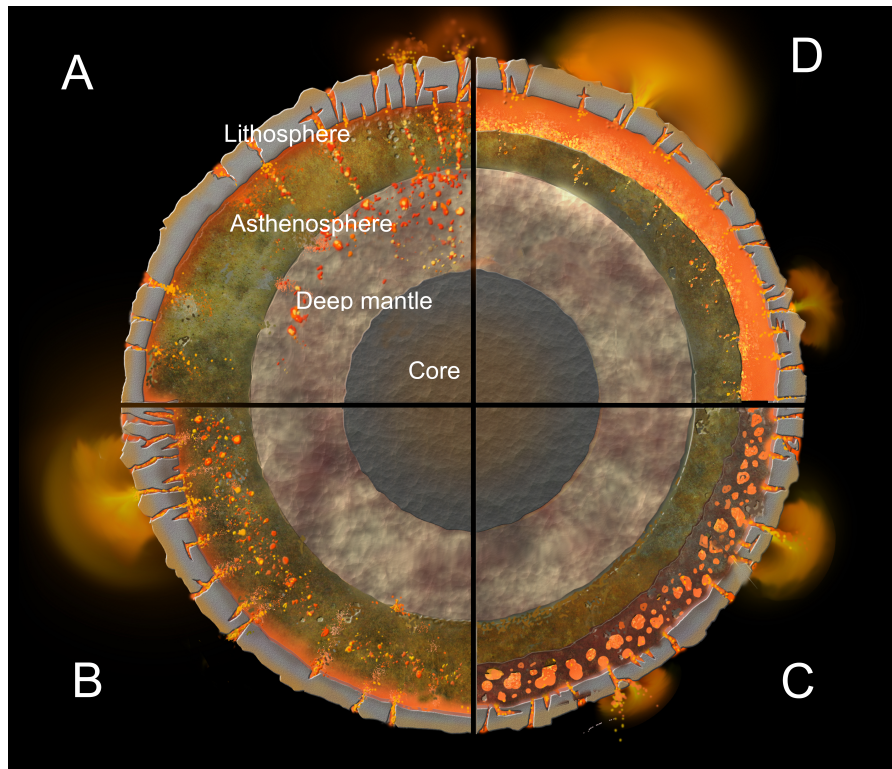 A
D
Lithosphere
Asthenosphere
Deep mantle
Core
B
C